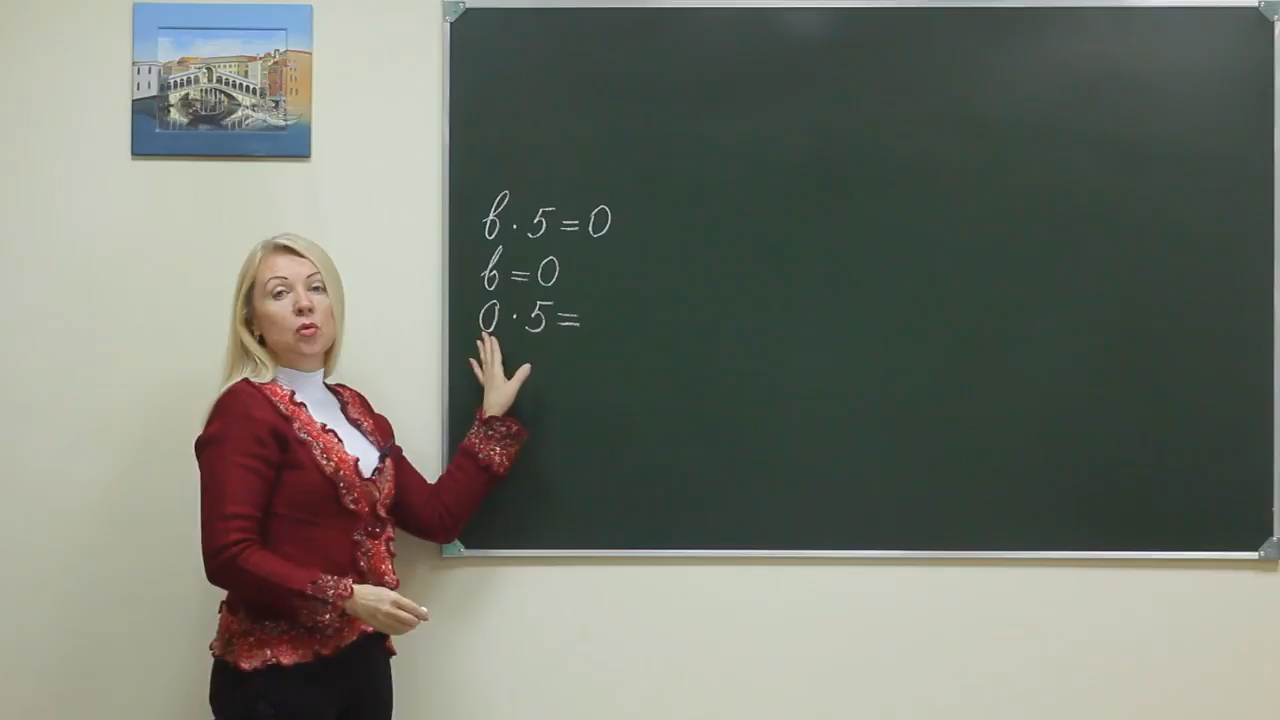 в · 5 = 0
в = 0
0 · 5 =